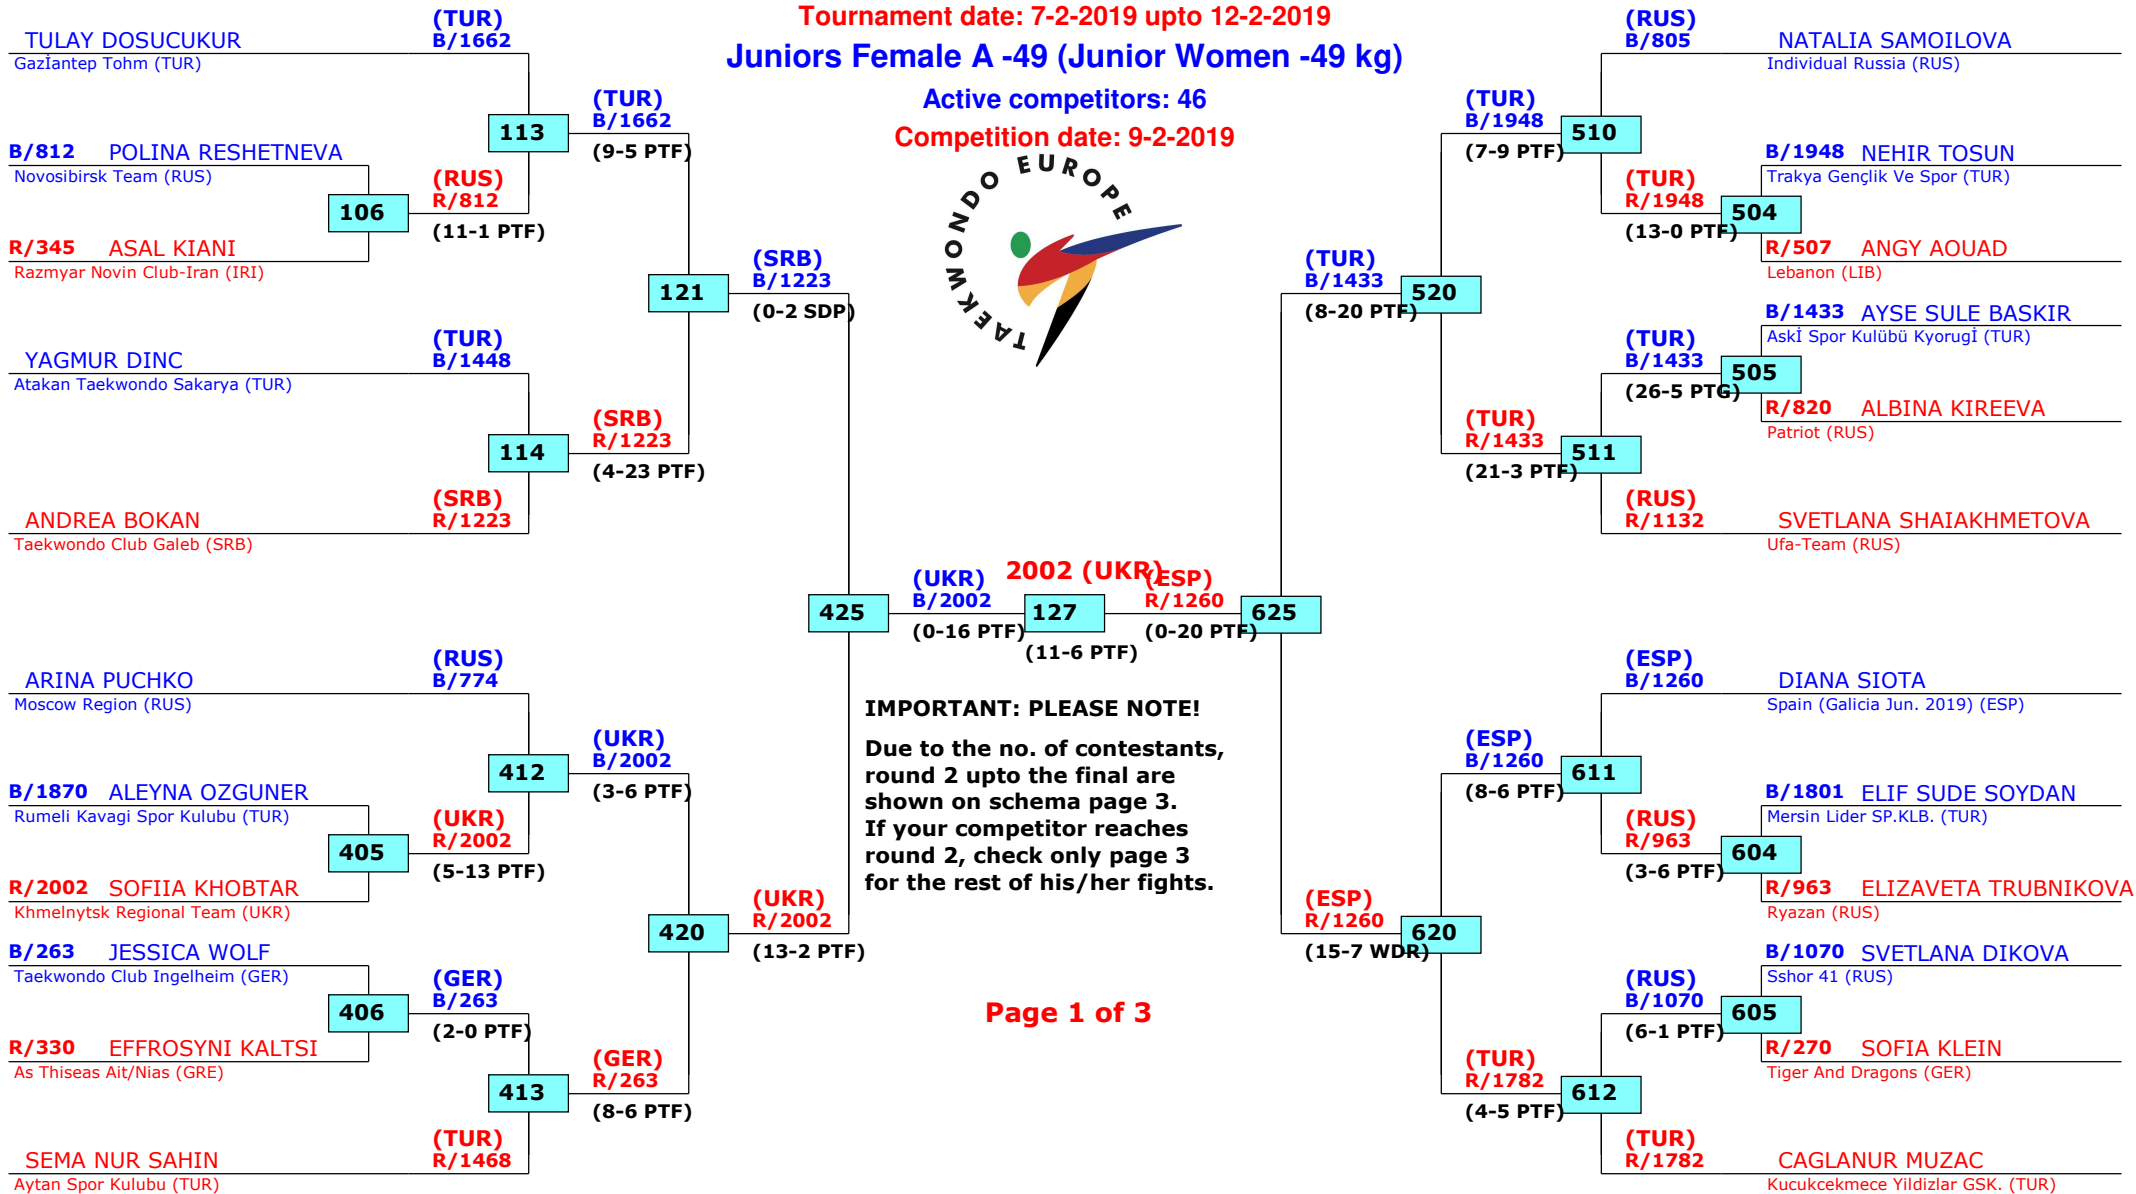 Tournament date: 7-2-2019 upto 12-2-2019
Juniors Female A -49 (Junior Women -49 kg)
Active competitors: 46
Competition date: 9-2-2019
TAEKWONDO EUROPE
TULAY DOSUCUKUR
Gazİantep Tohm (TUR)
(TUR)
B/1662
B/812 POLINA RESHETNEVA
Novosibirsk Team (RUS)
R/345 ASAL KIANI
Razmyar Novin Club-Iran (IRI)
106
(RUS)
R/812
(11-1 PTF)
113
(TUR)
B/1662
(9-5 PTF)
YAGMUR DINC
Atakan Taekwondo Sakarya (TUR)
(TUR)
B/1448
ANDREA BOKAN
Taekwondo Club Galeb (SRB)
(SRB)
R/1223
114
(SRB)
R/1223
(4-23 PTF)
121
(SRB)
B/1223
(0-2 SDP)
ARINA PUCHKO
Moscow Region (RUS)
(RUS)
B/774
B/1870 ALEYNA OZGUNER
Rumeli Kavagi Spor Kulubu (TUR)
R/2002 SOFIIA KHOBTAR
Khmelnytsk Regional Team (UKR)
405
(UKR)
R/2002
(5-13 PTF)
412
(UKR)
B/2002
(3-6 PTF)
B/263 JESSICA WOLF
Taekwondo Club Ingelheim (GER)
R/330 EFFROSYNI KALTSI
As Thiseas Ait/Nias (GRE)
406
(GER)
B/263
(2-0 PTF)
SEMA NUR SAHIN
Aytan Spor Kulubu (TUR)
(TUR)
R/1468
413
(GER)
R/263
(8-6 PTF)
420
(UKR)
R/2002
(13-2 PTF)
425
(UKR)
B/2002
(0-16 PTF)
2002 (UKR)
127
(11-6 PTF)
(ESP)
R/1260
(0-20 PTF)
625
IMPORTANT: PLEASE NOTE!
Due to the no. of contestants,
round 2 upto the final are
shown on schema page 3.
If your competitor reaches
round 2, check only page 3
for the rest of his/her fights.
Page 1 of 3
(RUS)
B/805
NATALIA SAMOILOVA
Individual Russia (RUS)
B/1948 NEHIR TOSUN
Trakya Gençlik Ve Spor (TUR)
R/507 ANGY AOUAD
Lebanon (LIB)
504
(TUR)
R/1948
(13-0 PTF)
510
(TUR)
B/1948
(7-9 PTF)
B/1433 AYSE SULE BASKIR
Askİ Spor Kulübü Kyorugİ (TUR)
R/820 ALBINA KIREEVA
Patriot (RUS)
505
(TUR)
B/1433
(26-5 PTG)
(RUS)
R/1132
SVETLANA SHAIAKHMETOVA
Ufa-Team (RUS)
511
(TUR)
R/1433
(21-3 PTF)
520
(TUR)
B/1433
(8-20 PTF)
(ESP)
B/1260
DIANA SIOTA
Spain (Galicia Jun. 2019) (ESP)
B/1801 ELIF SUDE SOYDAN
Mersin Lider SP.KLB. (TUR)
R/963 ELIZAVETA TRUBNIKOVA
Ryazan (RUS)
604
(RUS)
R/963
(3-6 PTF)
611
(ESP)
B/1260
(8-6 PTF)
B/1070 SVETLANA DIKOVA
Sshor 41 (RUS)
R/270 SOFIA KLEIN
Tiger And Dragons (GER)
605
(RUS)
B/1070
(6-1 PTF)
(TUR)
R/1782
CAGLANUR MUZAC
Kucukcekmece Yildizlar GSK. (TUR)
612
(TUR)
R/1782
(4-5 PTF)
620
(ESP)
R/1260
(15-7 WDR)